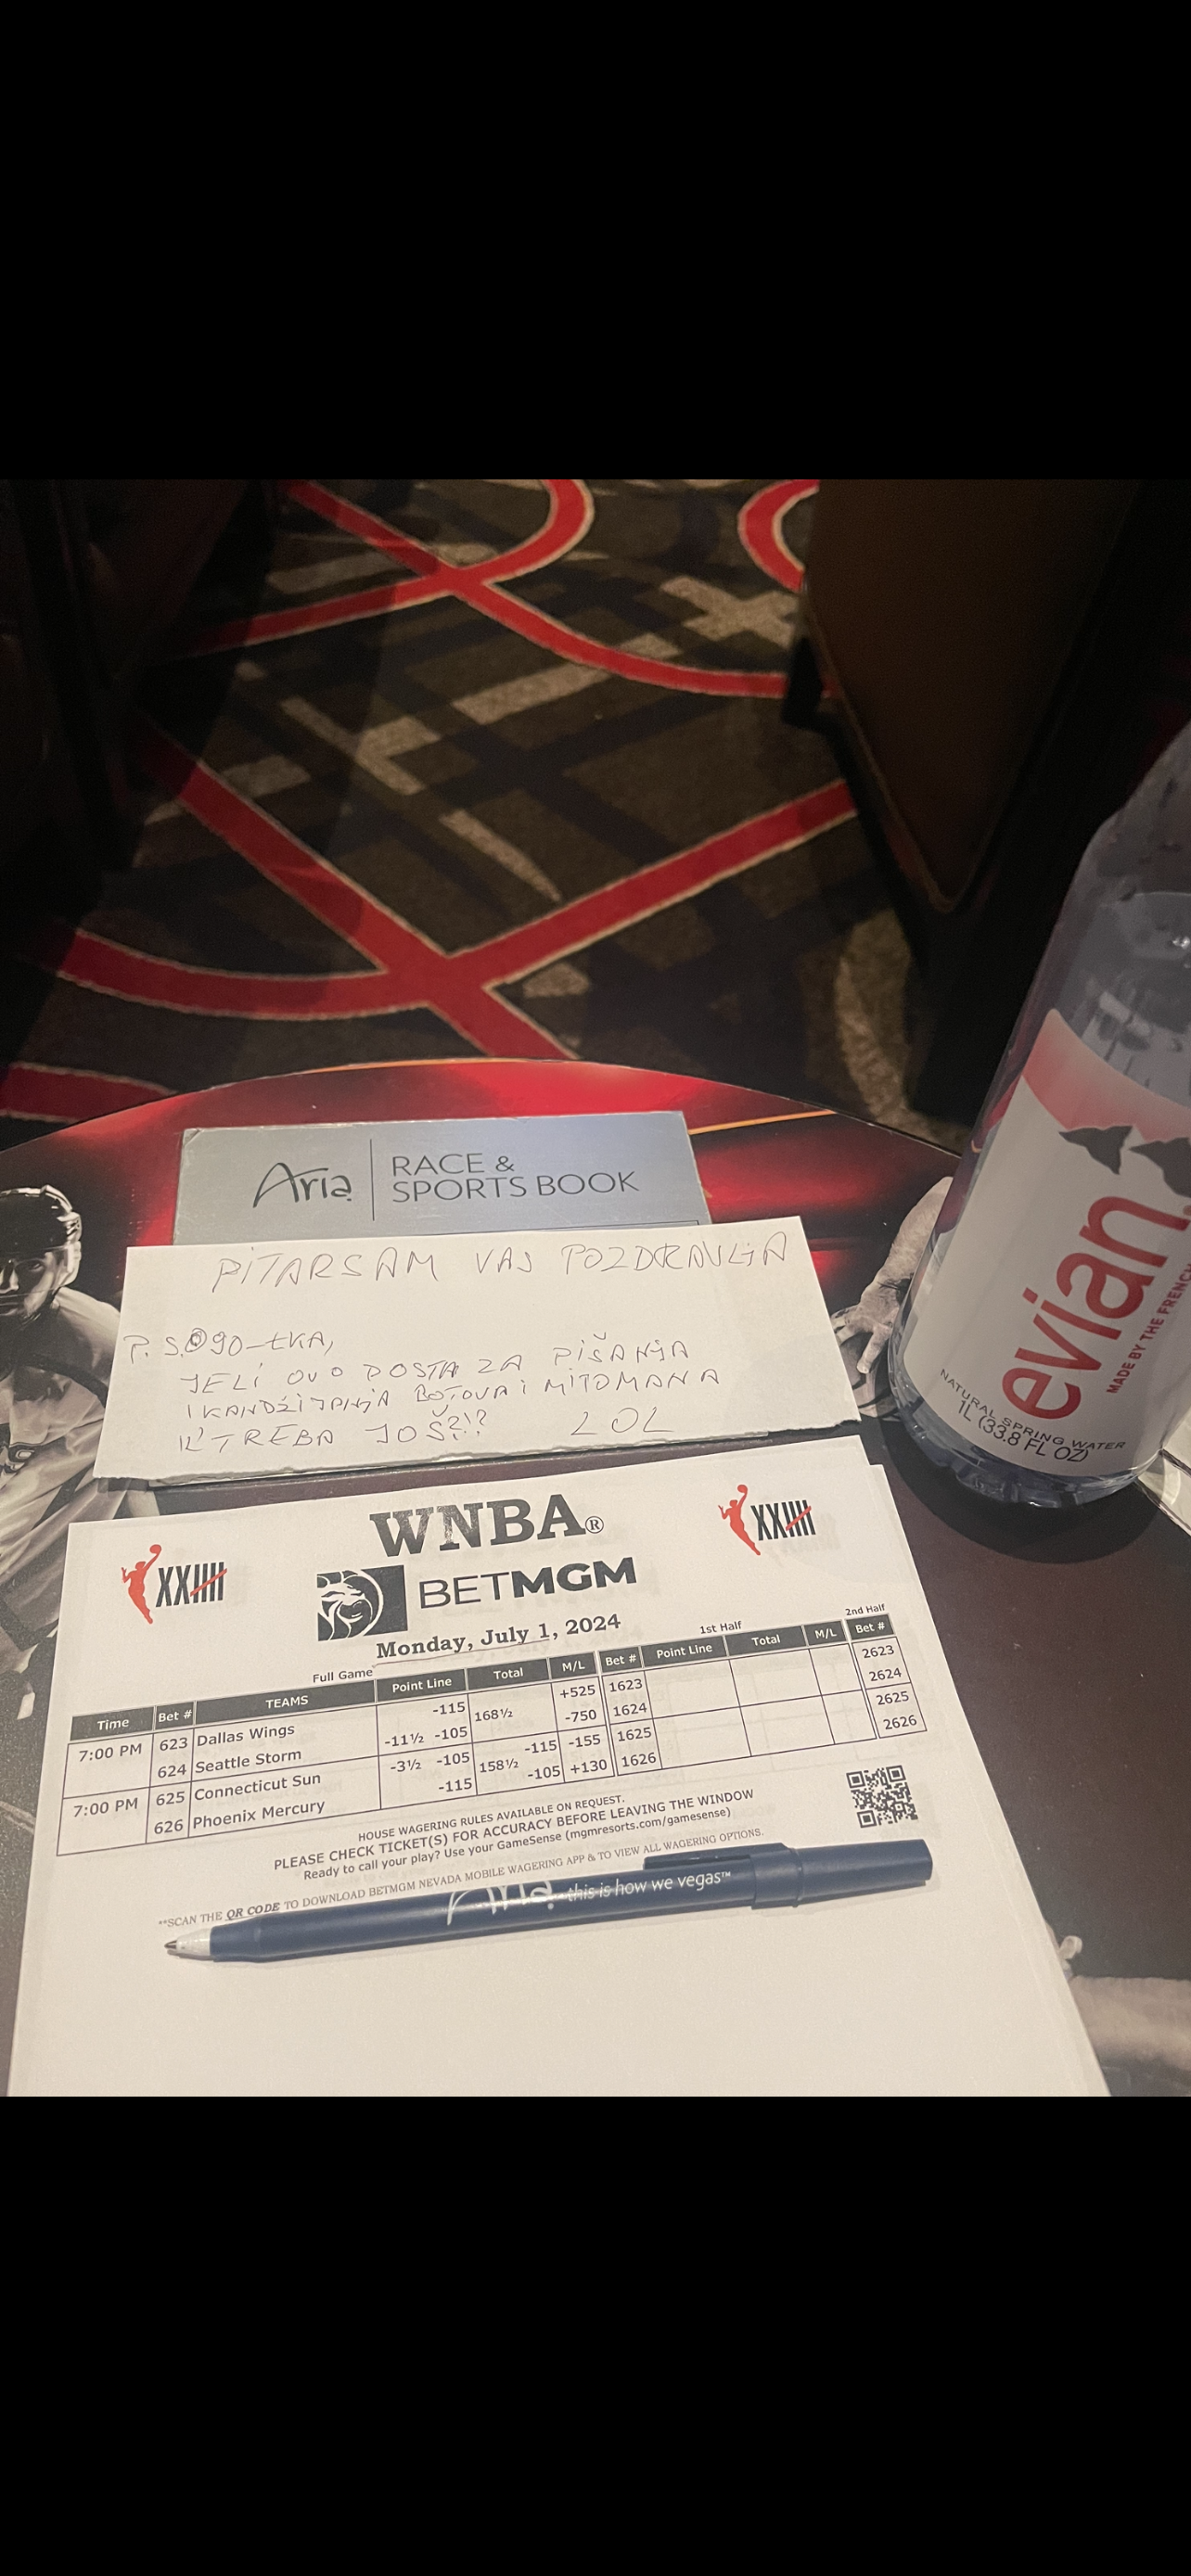 Aria
RACE &
SPORTS BOOK
PITARSAM VAS POZDRAVLJA
P.S. @go-tka,
JELI OVO DOSTA ZA PIŠANJA
I KANDŽIJANJA BOTOVA I MITOMANA
IL' TREBA JOŠ?!? LOL
evian®
MADE BY THE FRENCH
NATURAL SPRING WATER
1L (33.8 FL OZ)
WNBA®
XX
XX
BETMGM
Monday, July 1, 2024
Full Game 1st Half 2nd Half
Time Bet # TEAMS Point Line Total M/L Bet # Point Line Total M/L Bet #
7:00 PM 623 Dallas Wings -115 168½ +525 1623 2623
624 Seattle Storm -11½ -105 -750 1624 2624
7:00 PM 625 Connecticut Sun -3½ -105 158½ -115 -155 1625 2625
626 Phoenix Mercury -115 -105 +130 1626 2626
HOUSE WAGERING RULES AVAILABLE ON REQUEST.
PLEASE CHECK TICKET(S) FOR ACCURACY BEFORE LEAVING THE WINDOW
Ready to call your play? Use your GameSense (mgmresorts.com/gamesense)
**SCAN THE QR CODE TO DOWNLOAD BETMGM NEVADA MOBILE WAGERING APP & TO VIEW ALL WAGERING OPTIONS.
Aria this is how we vegas™